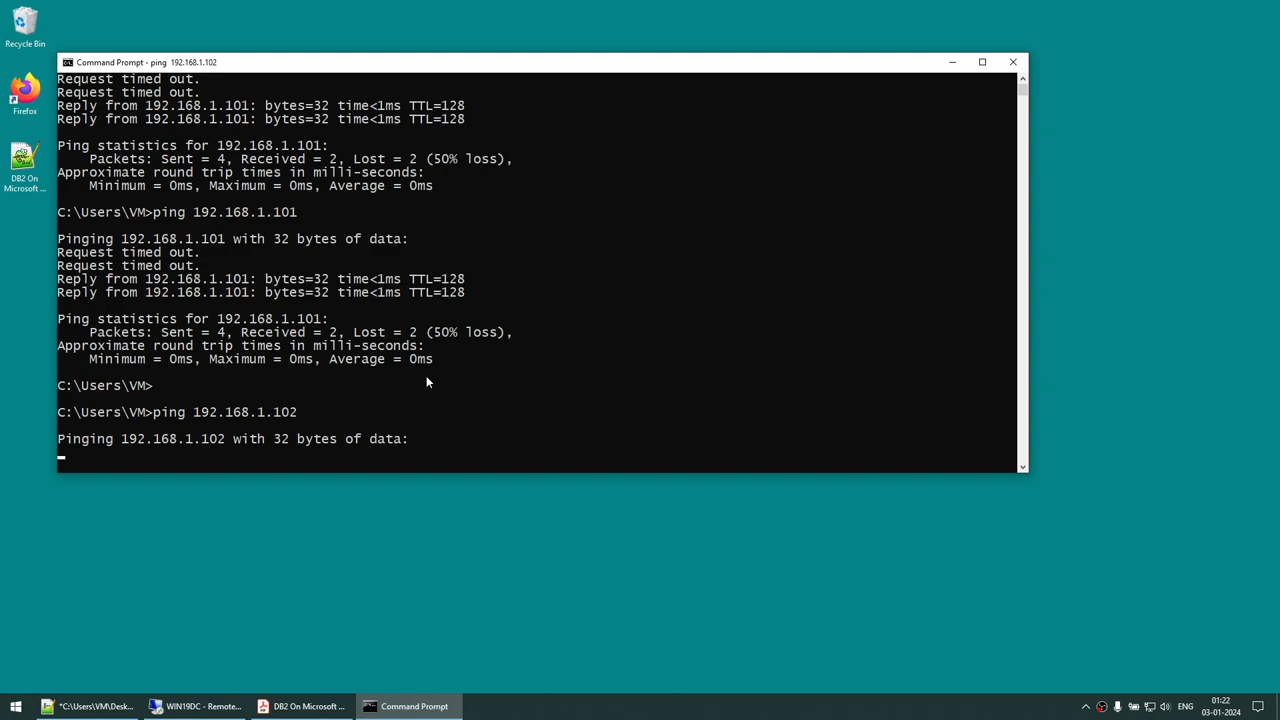 Recycle Bin
Firefox
DB2 On
Microsoft ...
Command Prompt - ping  192.168.1.102
Request timed out.
Request timed out.
Reply from 192.168.1.101: bytes=32 time<1ms TTL=128
Reply from 192.168.1.101: bytes=32 time<1ms TTL=128
Ping statistics for 192.168.1.101:
    Packets: Sent = 4, Received = 2, Lost = 2 (50% loss),
Approximate round trip times in milli-seconds:
    Minimum = 0ms, Maximum = 0ms, Average = 0ms
C:\Users\VM>ping 192.168.1.101
Pinging 192.168.1.101 with 32 bytes of data:
Request timed out.
Request timed out.
Reply from 192.168.1.101: bytes=32 time<1ms TTL=128
Reply from 192.168.1.101: bytes=32 time<1ms TTL=128
Ping statistics for 192.168.1.101:
    Packets: Sent = 4, Received = 2, Lost = 2 (50% loss),
Approximate round trip times in milli-seconds:
    Minimum = 0ms, Maximum = 0ms, Average = 0ms
C:\Users\VM>
C:\Users\VM>ping 192.168.1.102
Pinging 192.168.1.102 with 32 bytes of data:
*C:\Users\VM\Desk... WIN19DC - Remote... DB2 On Microsoft ... Command Prompt ENG 01:22
03-01-2024